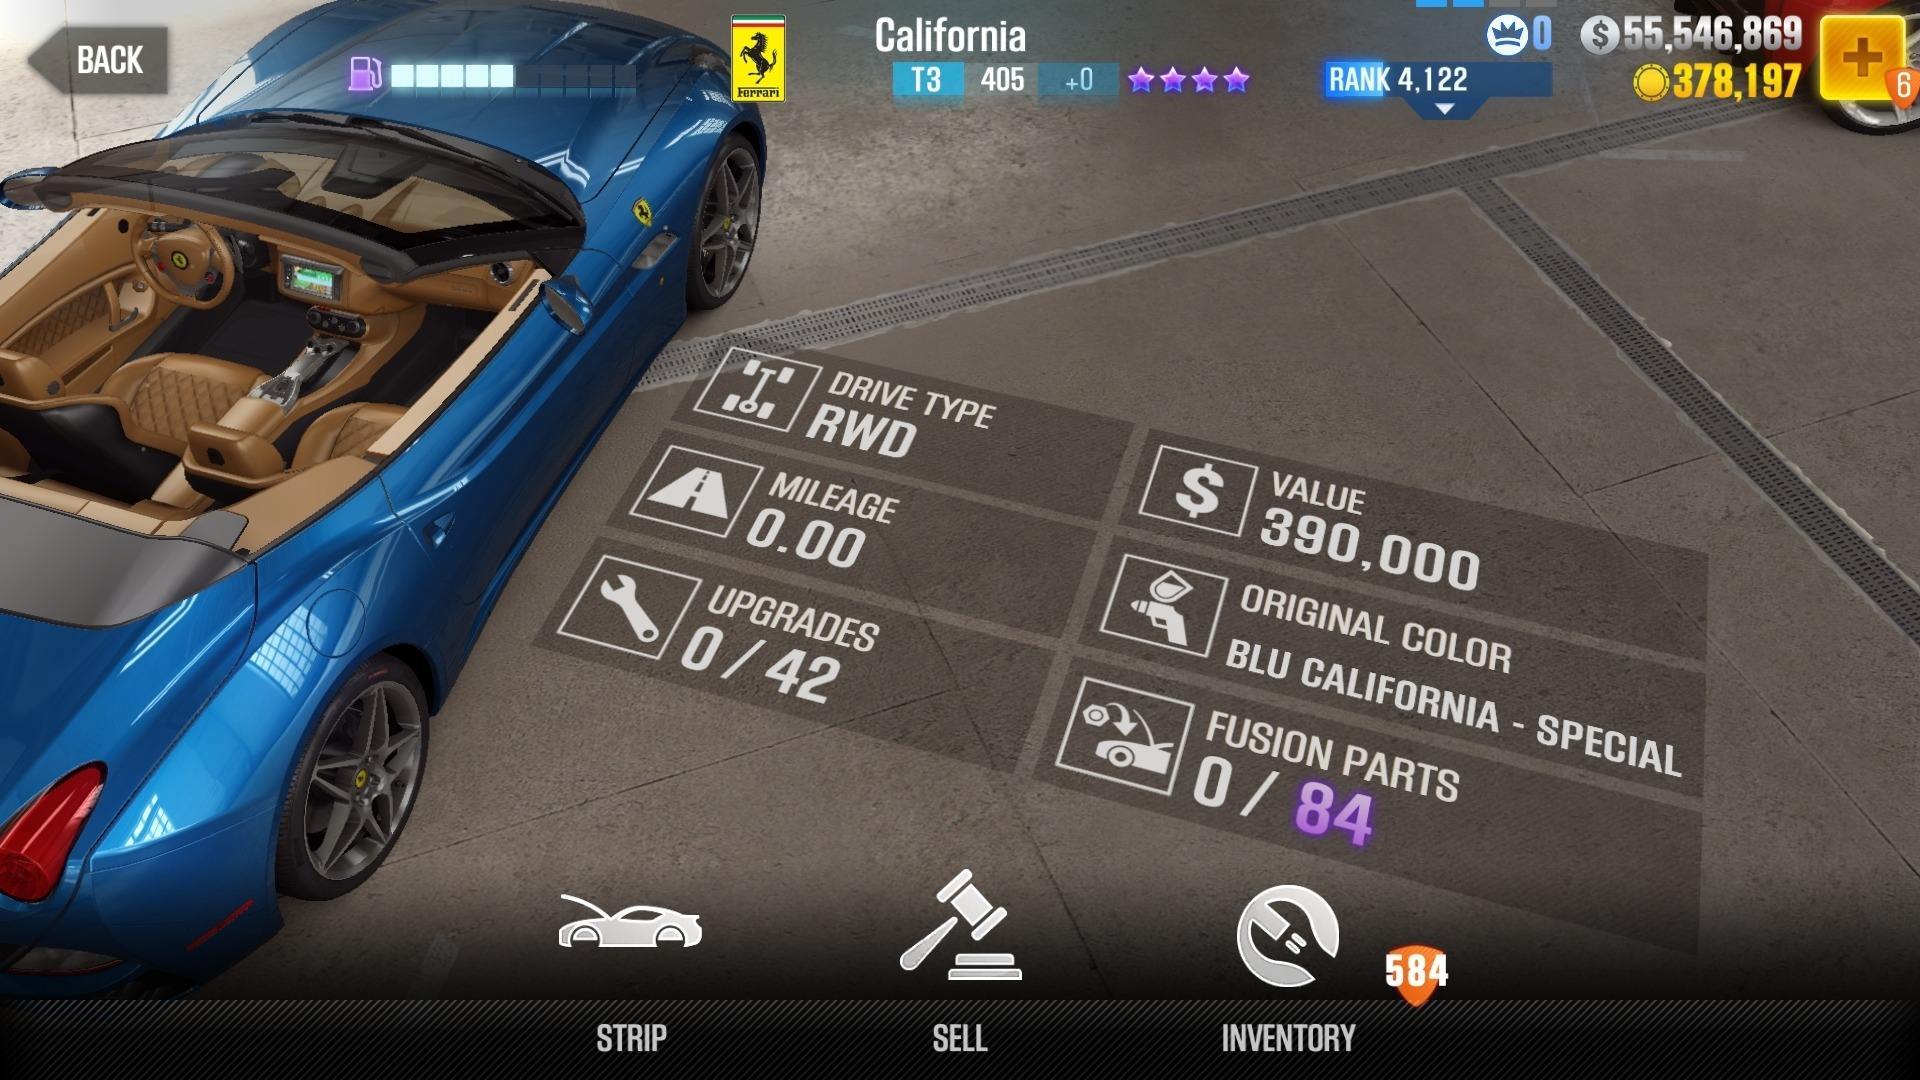 BACK
Ferrari
California
T3 405 +0
RANK 4,122
0
55,546,869
378,197
6
DRIVE TYPE
RWD
MILEAGE
0.00
UPGRADES
0 / 42
VALUE
390,000
ORIGINAL COLOR
BLU CALIFORNIA - SPECIAL
FUSION PARTS
0 / 84
584
STRIP
SELL
INVENTORY